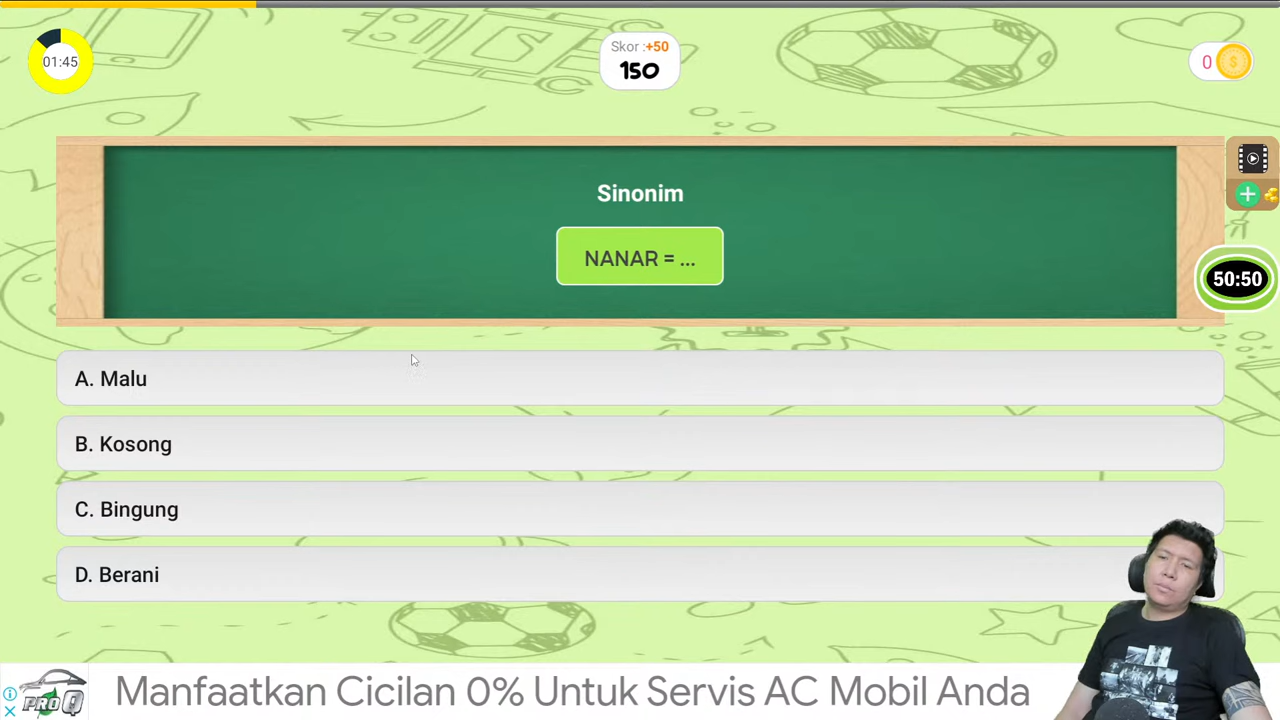 01:45
Skor :+50
150
0
Sinonim
NANAR = ...
50:50
A. Malu
B. Kosong
C. Bingung
D. Berani
PRO Q
Manfaatkan Cicilan 0% Untuk Servis AC Mobil Anda